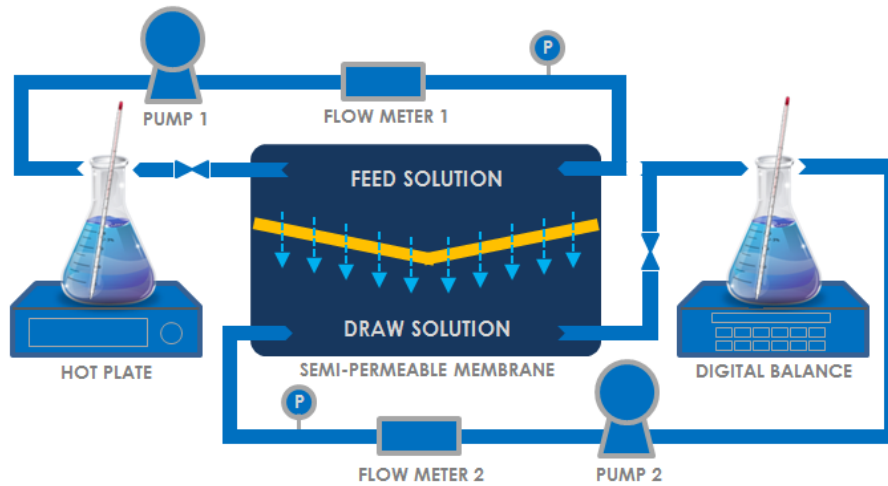 P
PUMP 1
FLOW METER 1
FEED SOLUTION
DRAW SOLUTION
HOT PLATE
SEMI-PERMEABLE MEMBRANE
DIGITAL BALANCE
P
FLOW METER 2
PUMP 2